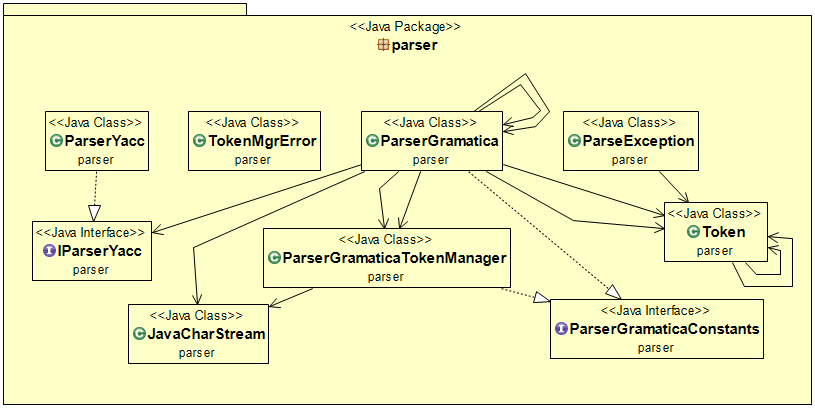 <<Java Package>>
parser
<<Java Class>>
ParserYacc
parser
<<Java Class>>
TokenMgrError
parser
<<Java Class>>
ParserGramatica
parser
<<Java Class>>
ParseException
parser
<<Java Interface>>
IParserYacc
parser
<<Java Class>>
ParserGramaticaTokenManager
parser
<<Java Class>>
Token
parser
<<Java Class>>
JavaCharStream
parser
<<Java Interface>>
ParserGramaticaConstants
parser